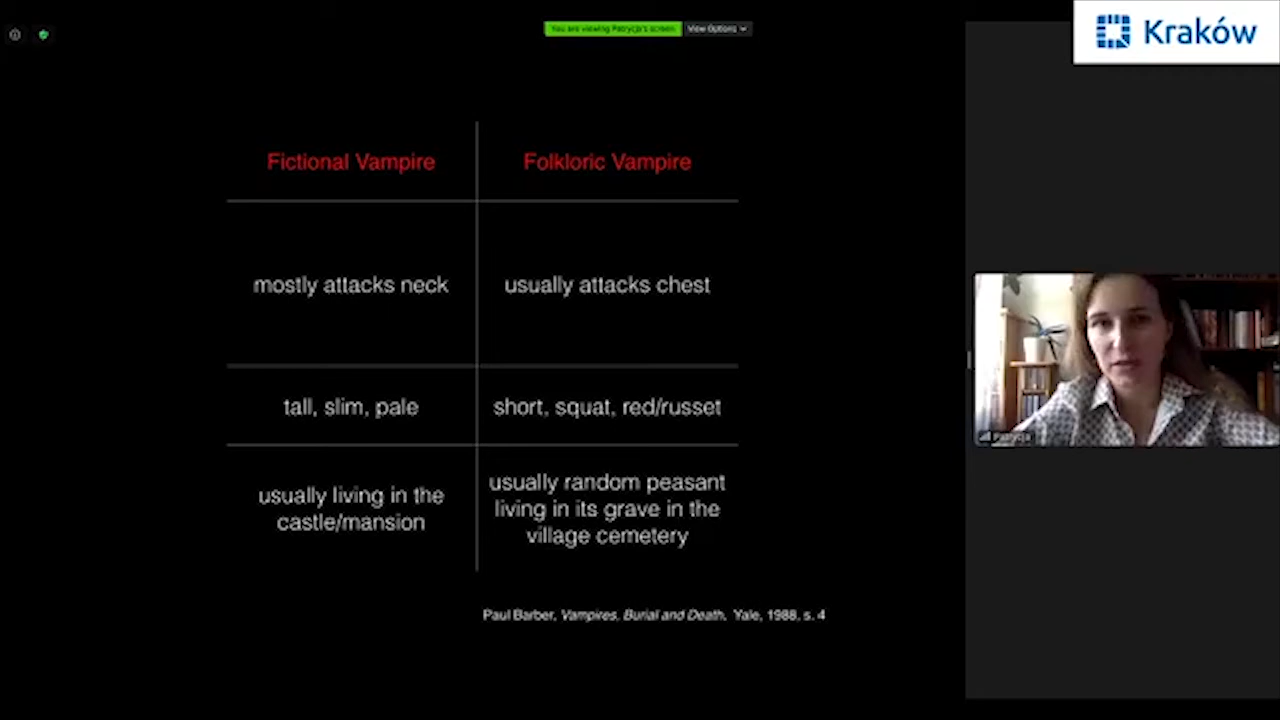 You are viewing Patrycja's screen
View Options
Kraków
Fictional Vampire
Folkloric Vampire
mostly attacks neck
usually attacks chest
tall, slim, pale
short, squat, red/russet
usually living in the
castle/mansion
usually random peasant
living in its grave in the
village cemetery
Patrycja
Paul Barber, Vampires, Burial and Death. Yale, 1988, s. 4